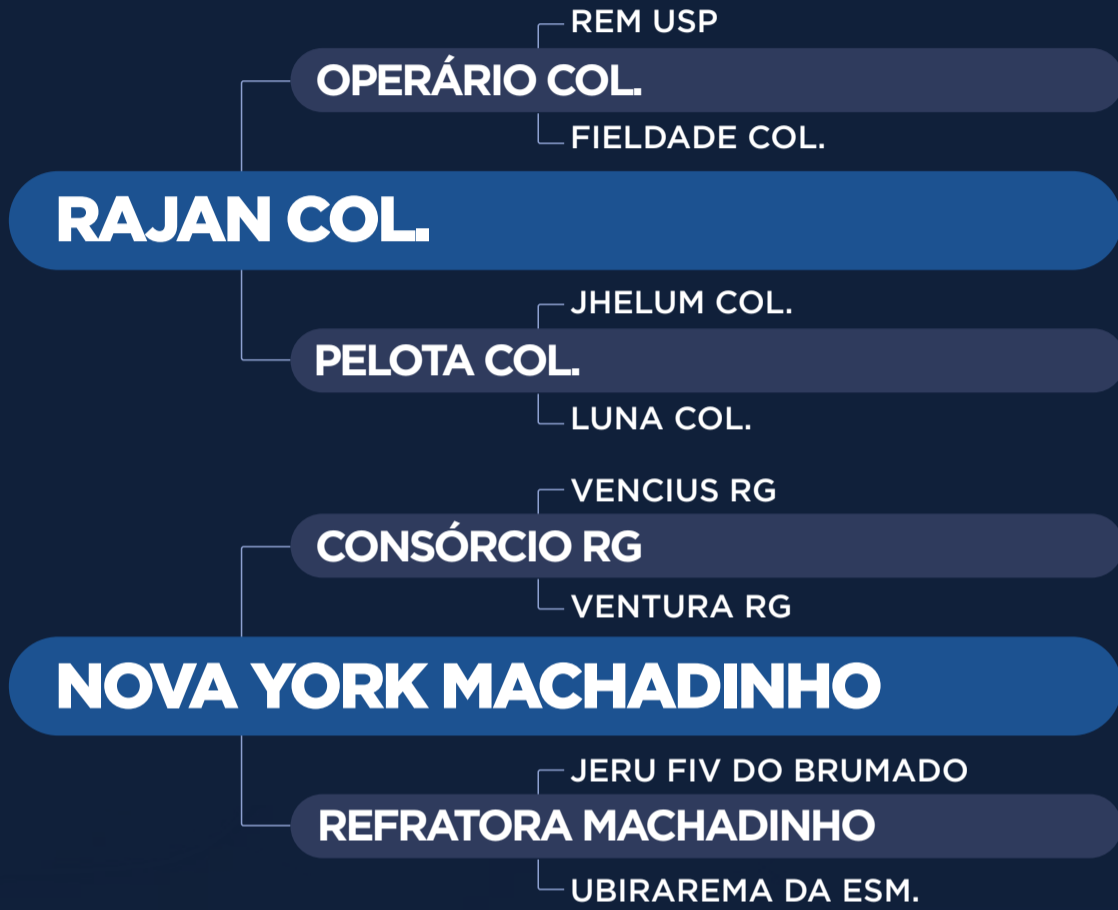 REM USP
OPERÁRIO COL.
FIELDADE COL.
RAJAN COL.
JHELUM COL.
PELOTA COL.
LUNA COL.
VENCIUS RG
CONSÓRCIO RG
VENTURA RG
NOVA YORK MACHADINHO
JERU FIV DO BRUMADO
REFRATORA MACHADINHO
UBIRAREMA DA ESM.